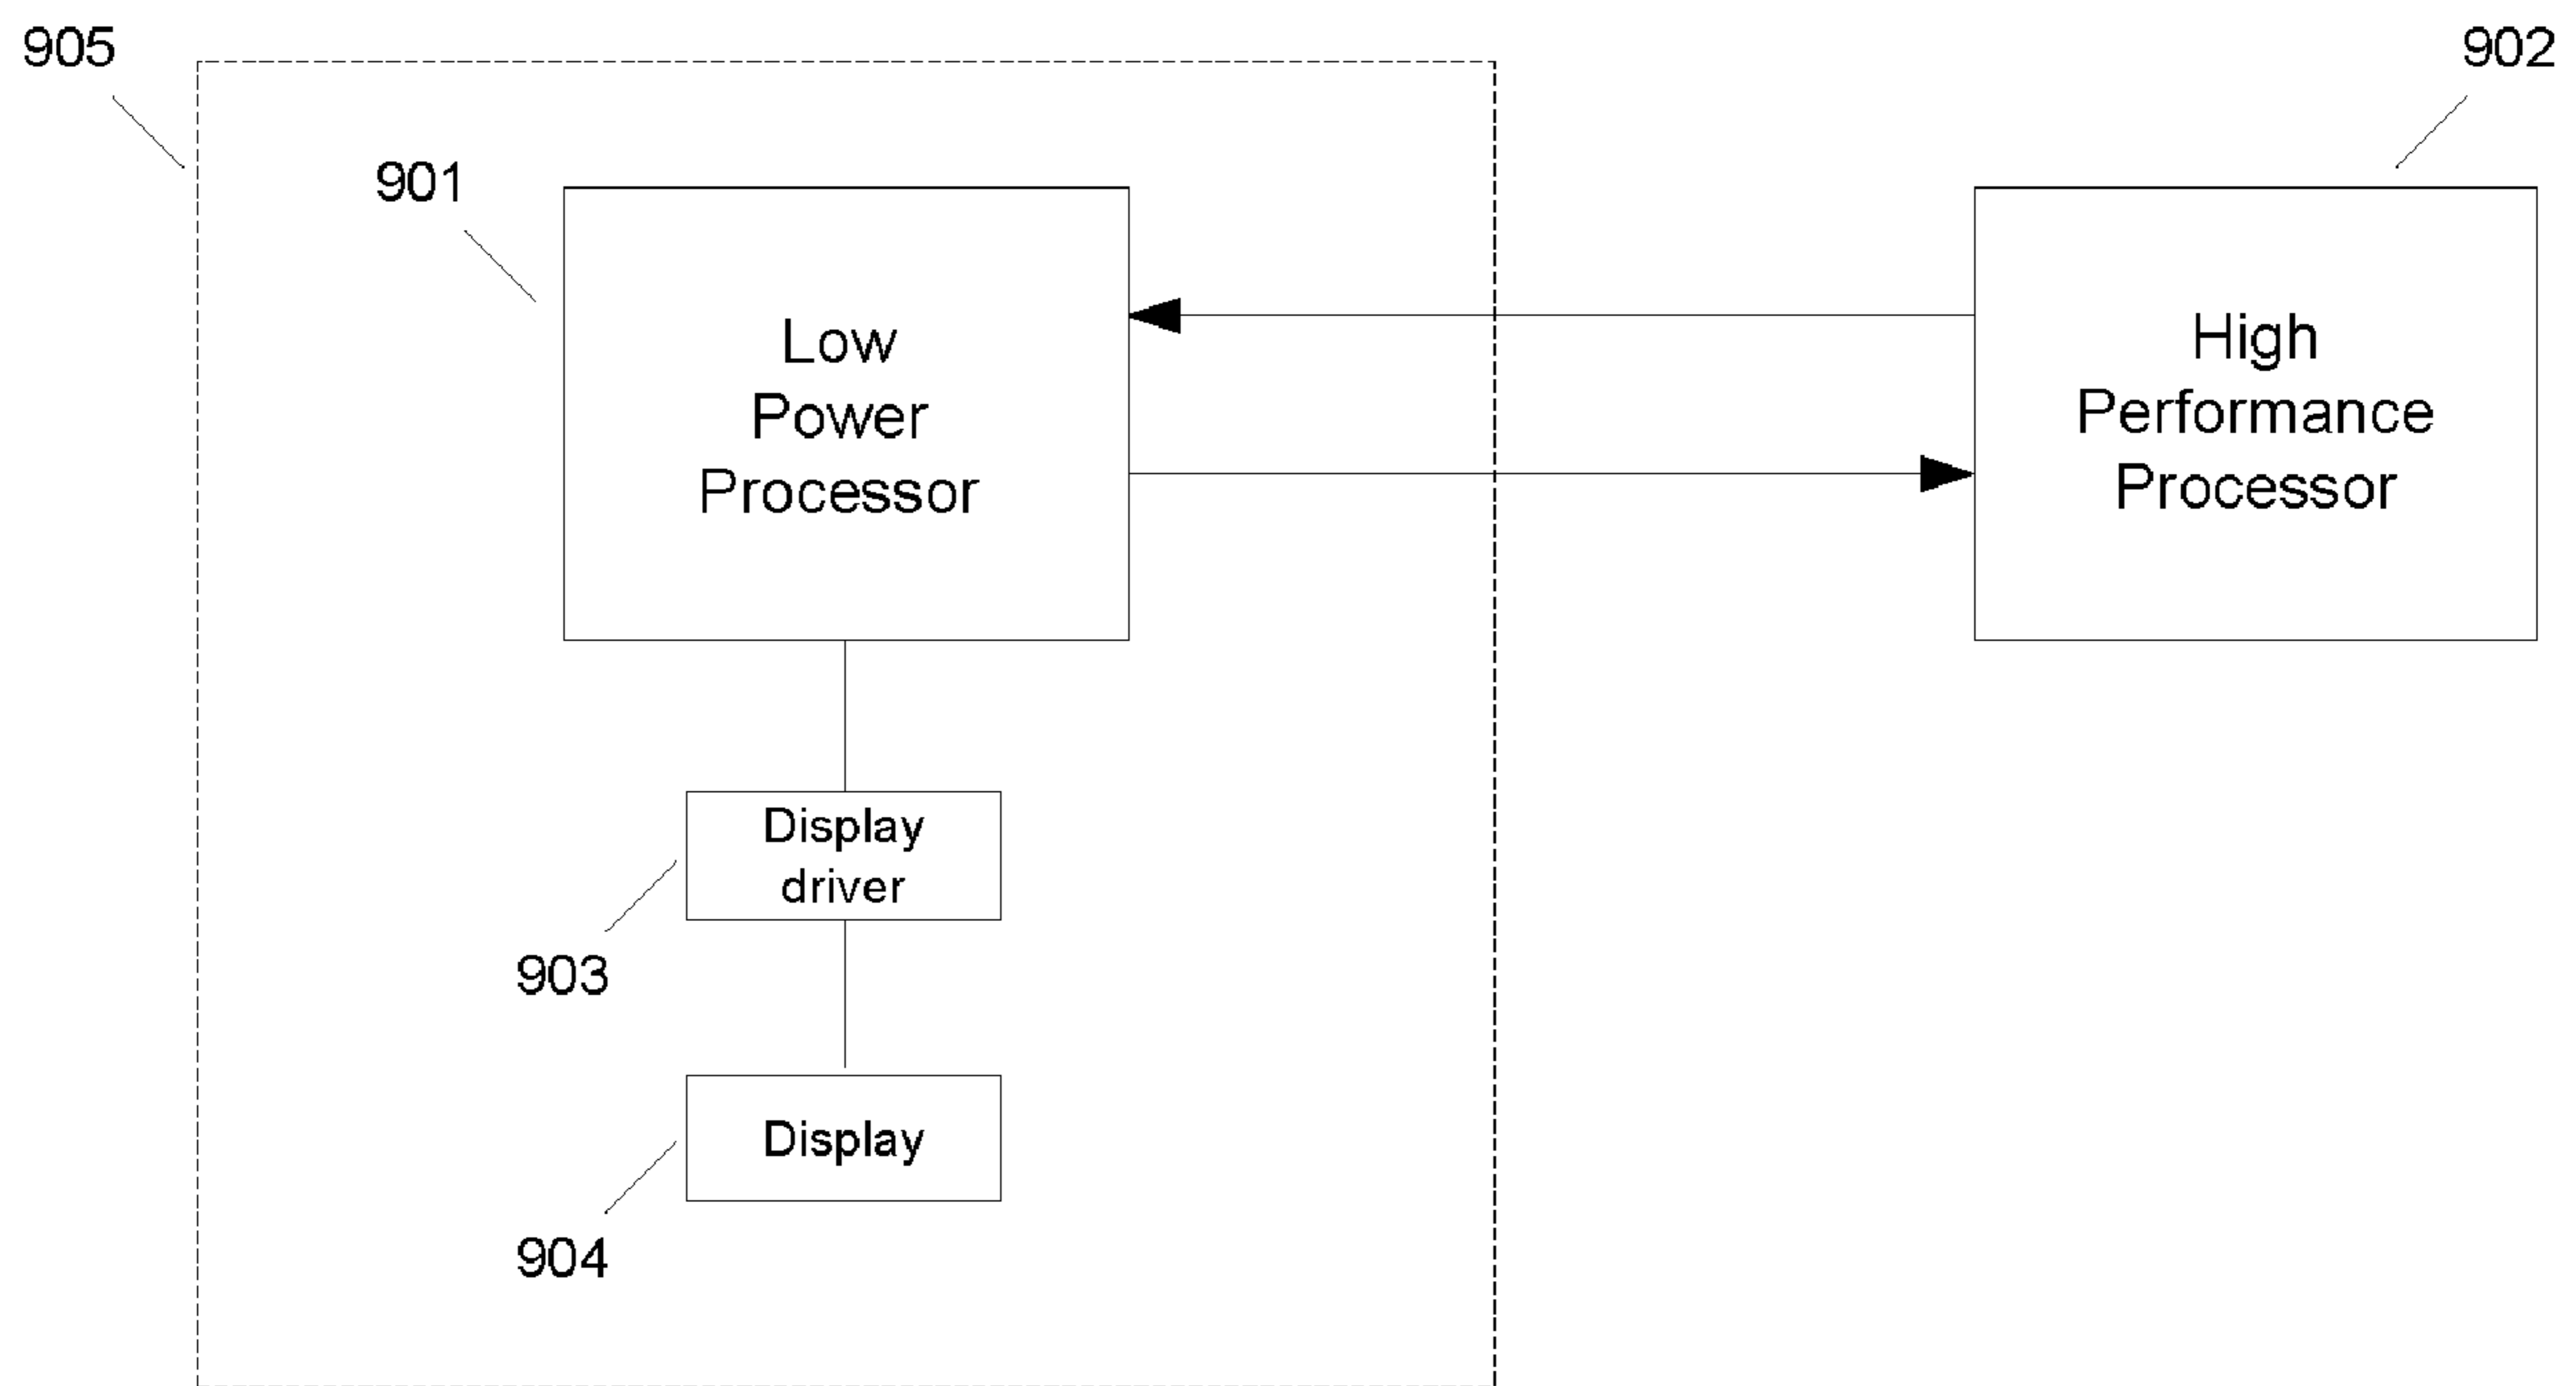 905
902
901
Low
Power
Processor
High
Performance
Processor
Display
driver
903
Display
904